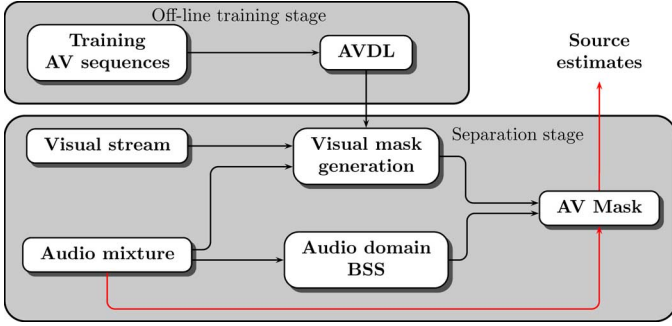 Off-line training stage
Training
AV sequences
AVDL
Source
estimates
Separation stage
Visual stream
Visual mask
generation
AV Mask
Audio mixture
Audio domain
BSS